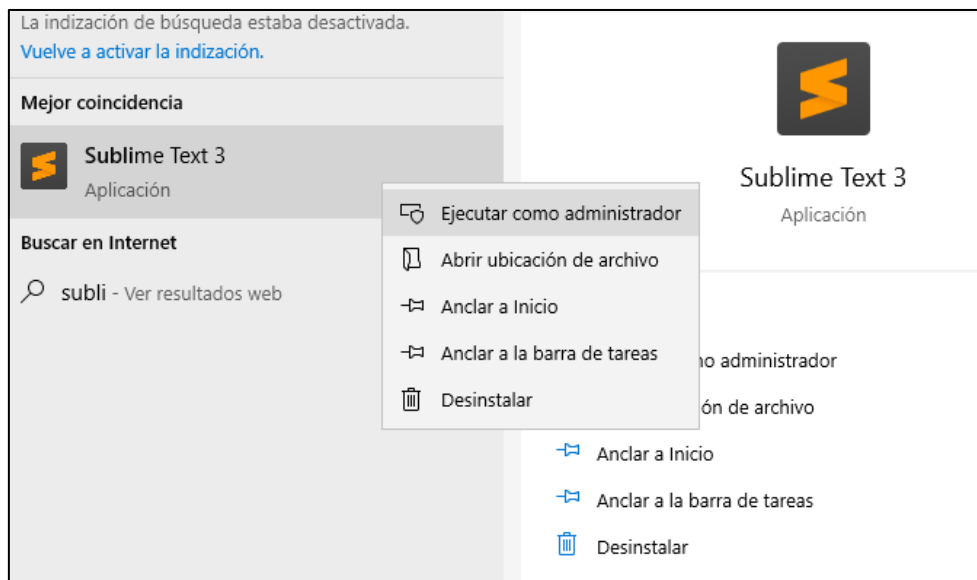 La indización de búsqueda estaba desactivada.
Vuelve a activar la indización.
Mejor coincidencia
Sublime Text 3
Aplicación
Buscar en Internet
subli - Ver resultados web
Ejecutar como administrador
Abrir ubicación de archivo
Anclar a Inicio
Anclar a la barra de tareas
Desinstalar
Sublime Text 3
Aplicación
administrador
de archivo
Anclar a Inicio
Anclar a la barra de tareas
Desinstalar